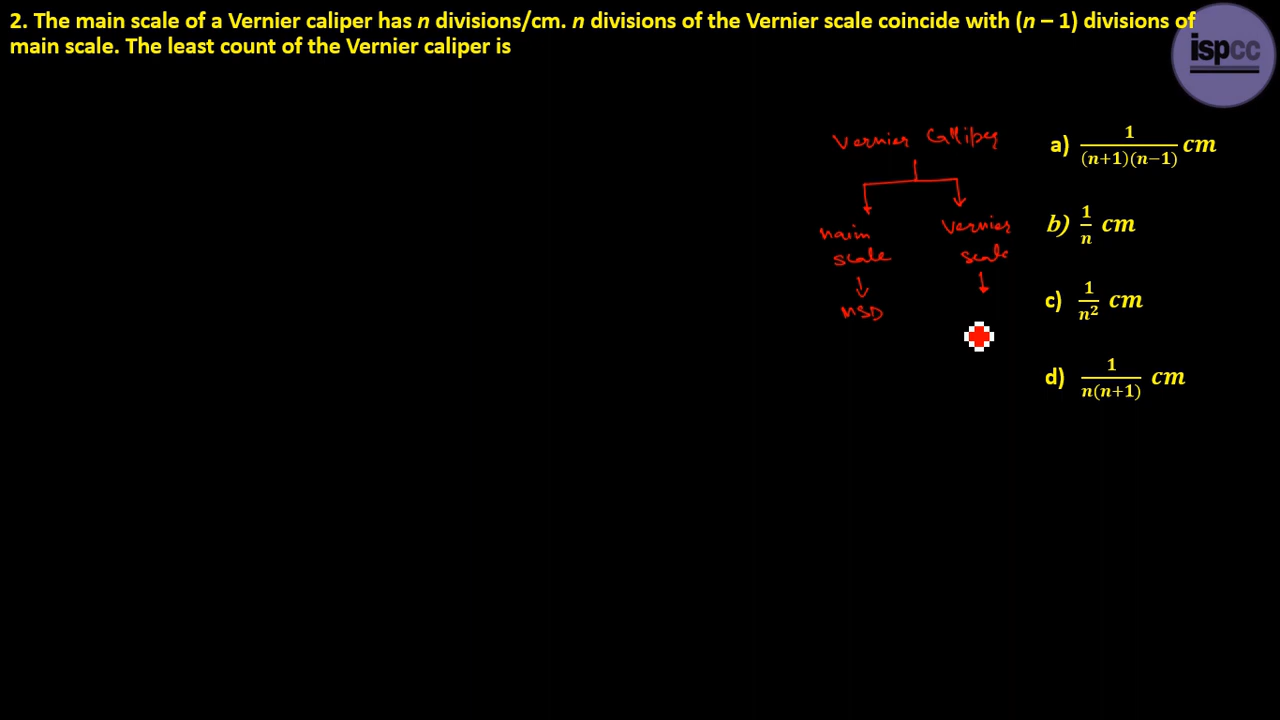 2. The main scale of a Vernier caliper has n divisions/cm. n divisions of the Vernier scale coincide with (n – 1) divisions of
main scale. The least count of the Vernier caliper is
ispcc
Vernier Calliper
main scale
Vernier scale
MSD
a) 1/((n+1)(n−1)) cm
b) 1/n cm
c) 1/n² cm
d) 1/(n(n+1)) cm